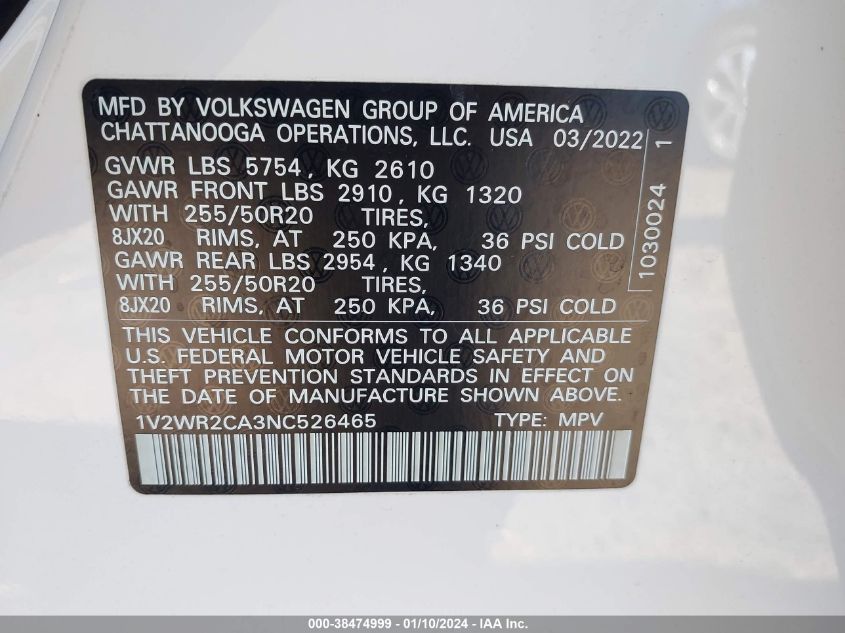 MFD BY VOLKSWAGEN GROUP OF AMERICA
CHATTANOOGA OPERATIONS, LLC. USA 03/2022
GVWR LBS 5754, KG 2610
GAWR FRONT LBS 2910, KG 1320
WITH 255/50R20 TIRES,
8JX20 RIMS, AT 250 KPA, 36 PSI COLD
GAWR REAR LBS 2954, KG 1340
WITH 255/50R20 TIRES,
8JX20 RIMS, AT 250 KPA, 36 PSI COLD
1030024 1
THIS VEHICLE CONFORMS TO ALL APPLICABLE
U.S. FEDERAL MOTOR VEHICLE SAFETY AND
THEFT PREVENTION STANDARDS IN EFFECT ON
THE DATE OF MANUFACTURE SHOWN ABOVE.
1V2WR2CA3NC526465 TYPE: MPV
000-38474999 - 01/10/2024 - IAA Inc.